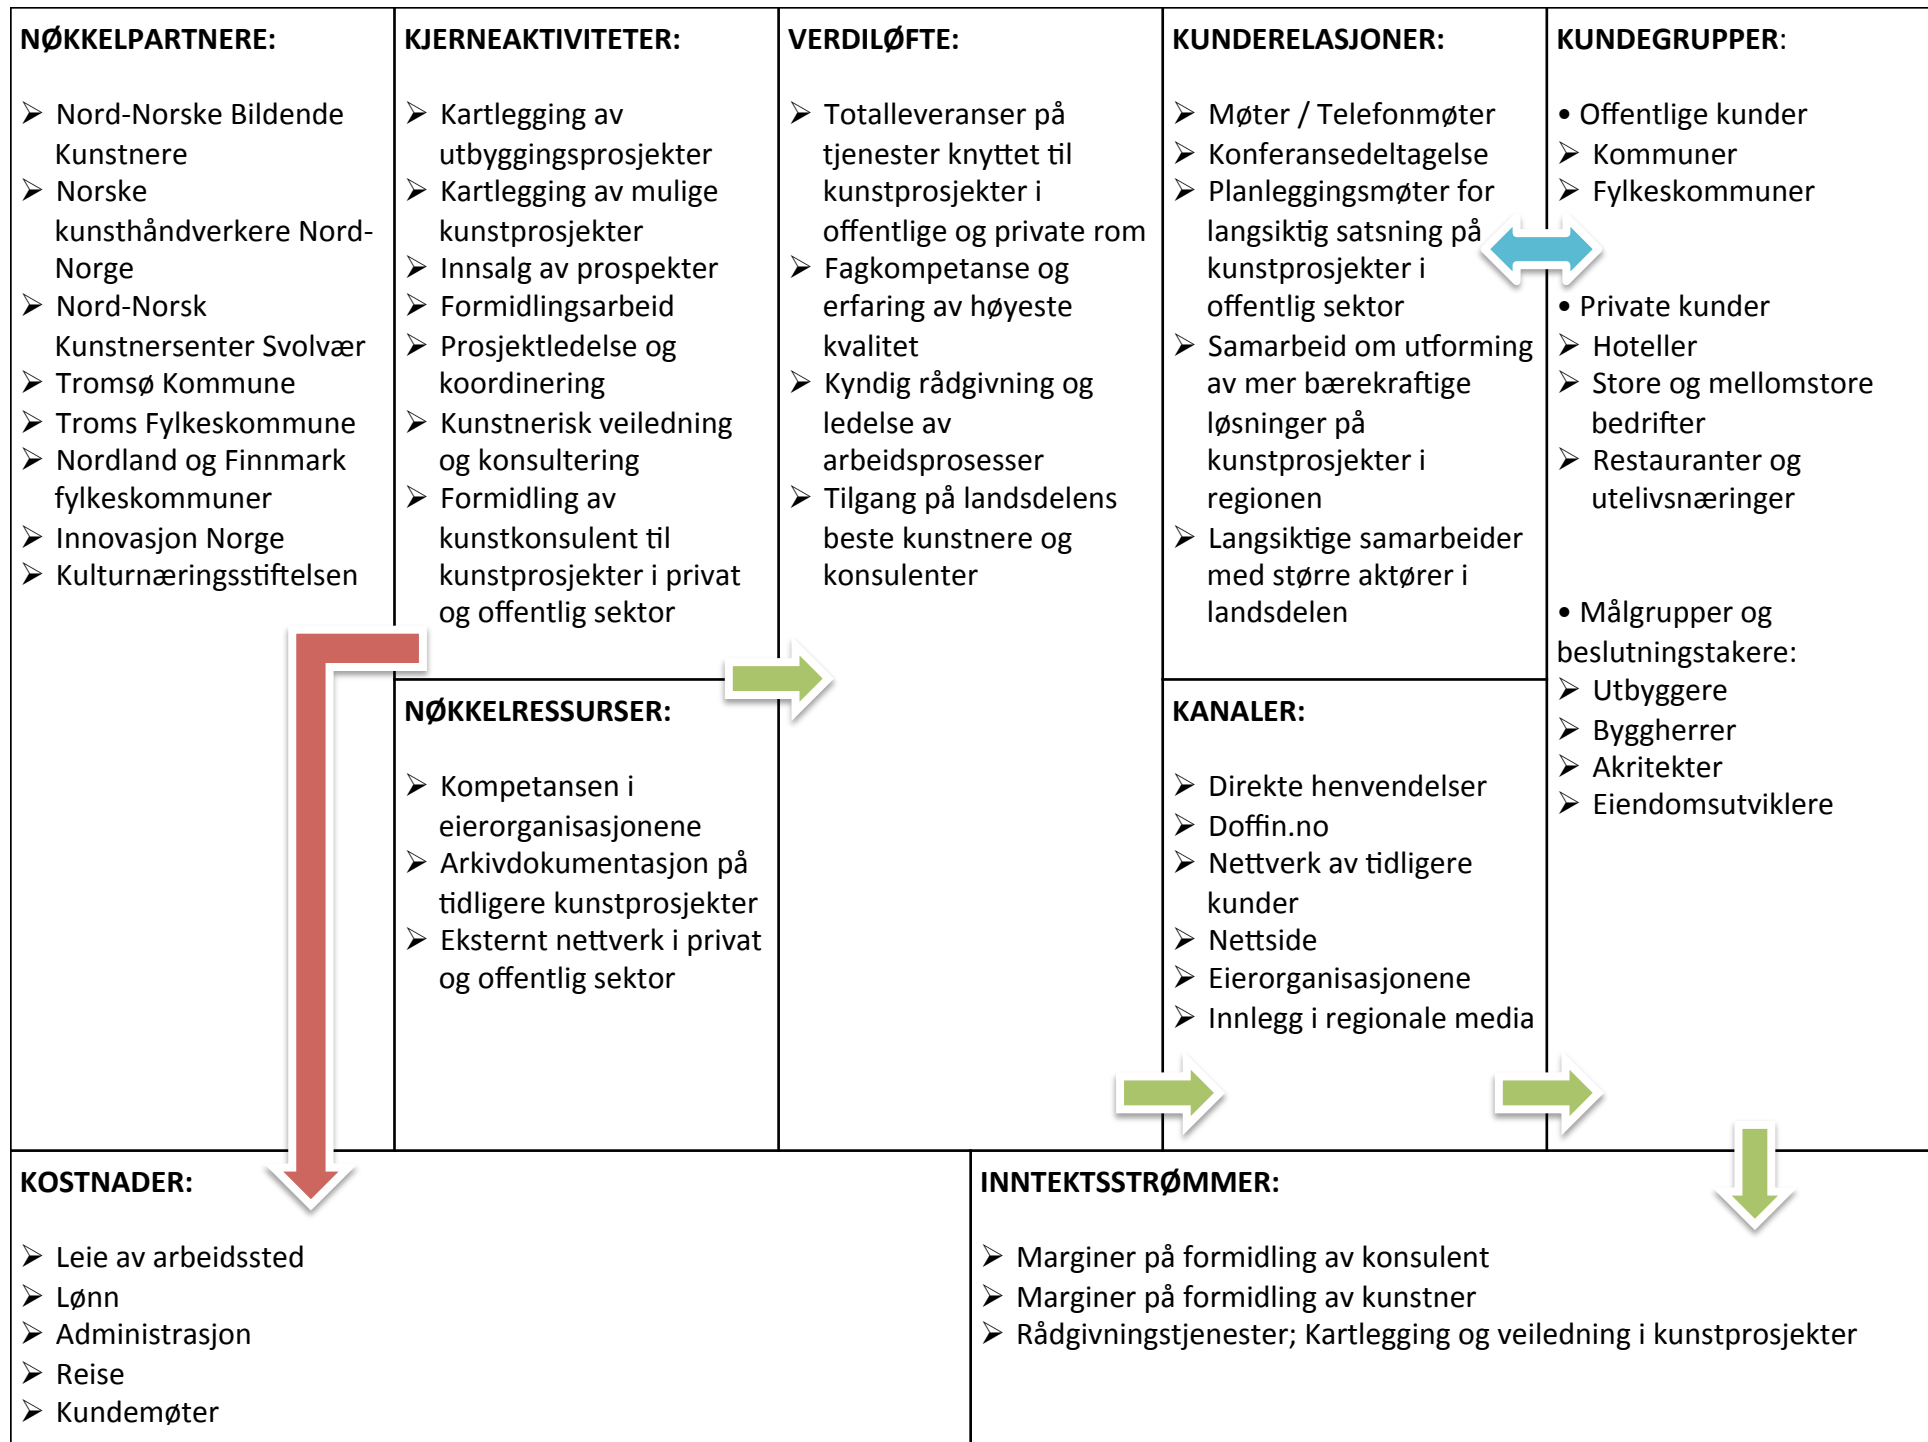 NØKKELPARTNERE:
➢ Nord-Norske Bildende
Kunstnere
➢ Norske
kunsthåndverkere Nord-
Norge
➢ Nord-Norsk
Kunstnersenter Svolvær
➢ Tromsø Kommune
➢ Troms Fylkeskommune
➢ Nordland og Finnmark
fylkeskommuner
➢ Innovasjon Norge
➢ Kulturnæringsstiftelsen
KJERNEAKTIVITETER:
➢ Kartlegging av
utbyggingsprosjekter
➢ Kartlegging av mulige
kunstprosjekter
➢ Innsalg av prospekter
➢ Formidlingsarbeid
➢ Prosjektledelse og
koordinering
➢ Kunstnerisk veiledning
og konsultering
➢ Formidling av
kunstkonsulent til
kunstprosjekter i privat
og offentlig sektor
NØKKELRESSURSER:
➢ Kompetansen i
eierorganisasjonene
➢ Arkivdokumentasjon på
tidligere kunstprosjekter
➢ Eksternt nettverk i privat
og offentlig sektor
VERDILØFTE:
➢ Totalleveranser på
tjenester knyttet til
kunstprosjekter i
offentlige og private rom
➢ Fagkompetanse og
erfaring av høyeste
kvalitet
➢ Kyndig rådgivning og
ledelse av
arbeidsprosesser
➢ Tilgang på landsdelens
beste kunstnere og
konsulenter
KUNDERELASJONER:
➢ Møter / Telefonmøter
➢ Konferansedeltagelse
➢ Planleggingsmøter for
langsiktig satsning på
kunstprosjekter i
offentlig sektor
➢ Samarbeid om utforming
av mer bærekraftige
løsninger på
kunstprosjekter i
regionen
➢ Langsiktige samarbeider
med større aktører i
landsdelen
KANALER:
➢ Direkte henvendelser
➢ Doffin.no
➢ Nettverk av tidligere
kunder
➢ Nettside
➢ Eierorganisasjonene
➢ Innlegg i regionale media
KUNDEGRUPPER:
• Offentlige kunder
➢ Kommuner
➢ Fylkeskommuner
• Private kunder
➢ Hoteller
➢ Store og mellomstore
bedrifter
➢ Restauranter og
utelivsnæringer
• Målgrupper og
beslutningstakere:
➢ Utbyggere
➢ Byggherrer
➢ Akritekter
➢ Eiendomsutviklere
KOSTNADER:
➢ Leie av arbeidssted
➢ Lønn
➢ Administrasjon
➢ Reise
➢ Kundemøter
INNTEKTSSTRØMMER:
➢ Marginer på formidling av konsulent
➢ Marginer på formidling av kunstner
➢ Rådgivningstjenester; Kartlegging og veiledning i kunstprosjekter